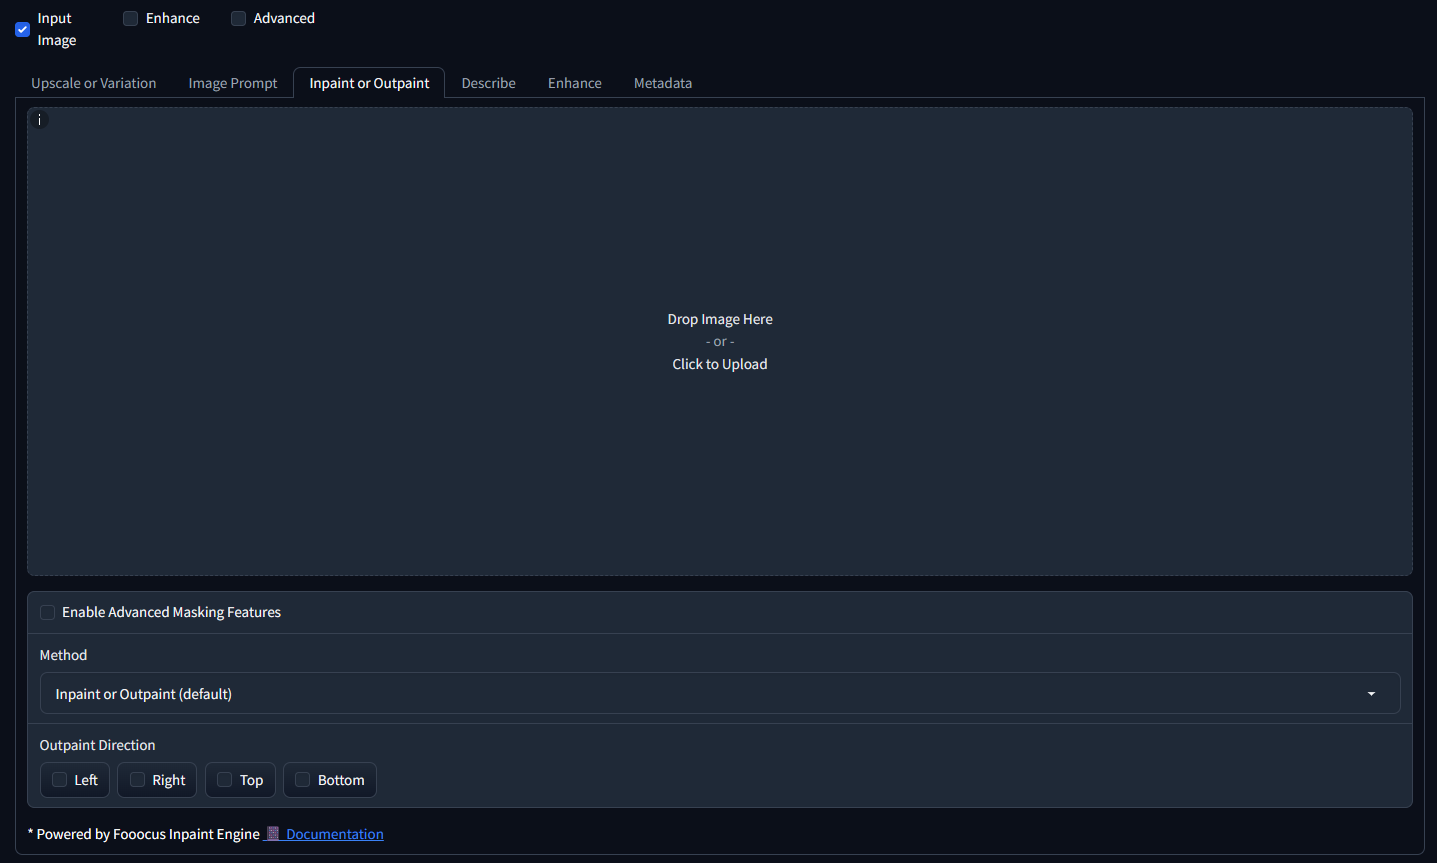 Input
Image
Enhance
Advanced
Upscale or Variation
Image Prompt
Inpaint or Outpaint
Describe
Enhance
Metadata
i
Drop Image Here
- or -
Click to Upload
Enable Advanced Masking Features
Method
Inpaint or Outpaint (default)
Outpaint Direction
Left
Right
Top
Bottom
* Powered by Fooocus Inpaint Engine Documentation